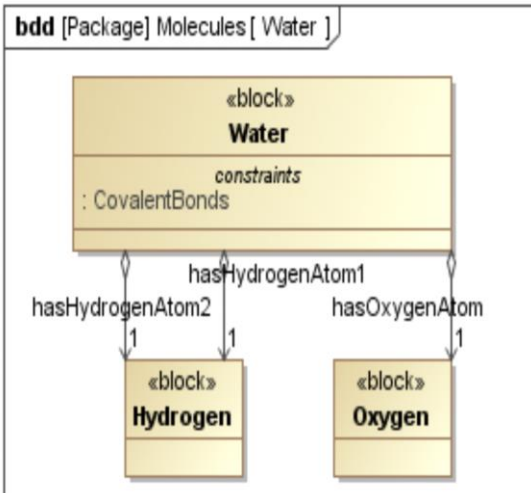 bdd [Package] Molecules [ Water ]
«block»
Water
constraints
: CovalentBonds
hasHydrogenAtom1
hasHydrogenAtom2
hasOxygenAtom
1
1
1
«block»
Hydrogen
«block»
Oxygen